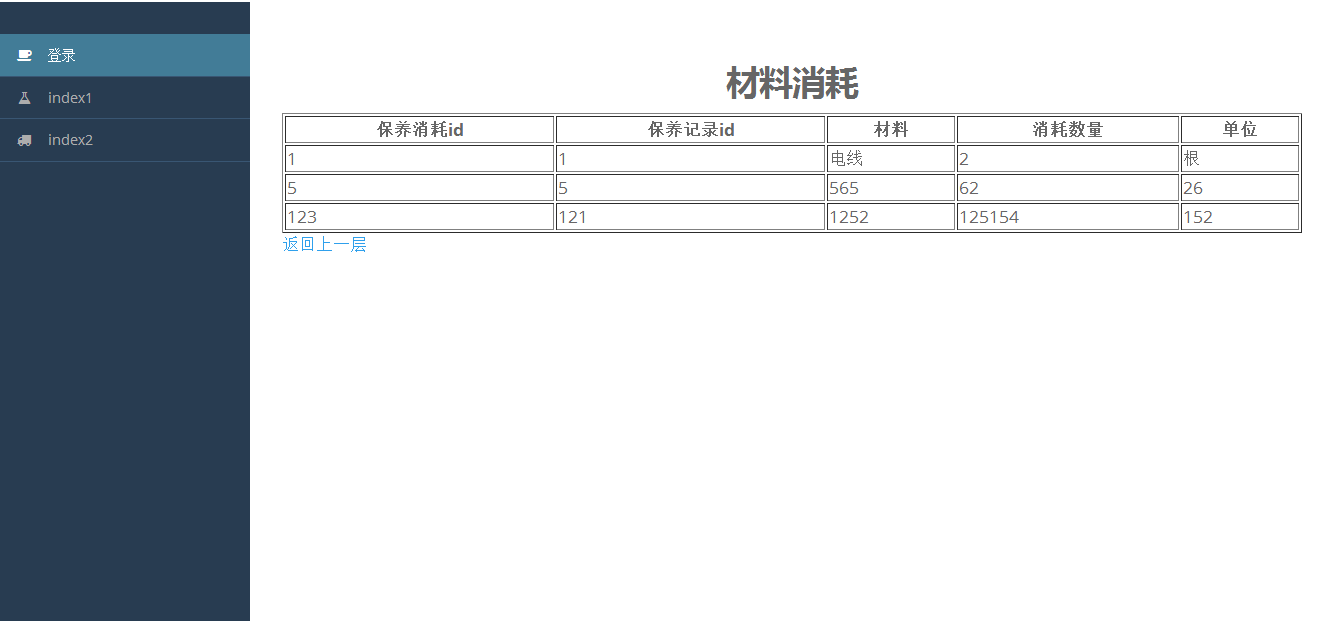 登录
index1
index2
材料消耗
保养消耗id 保养记录id 材料 消耗数量 单位
1 1 电线 2 根
5 5 565 62 26
123 121 1252 125154 152
返回上一层